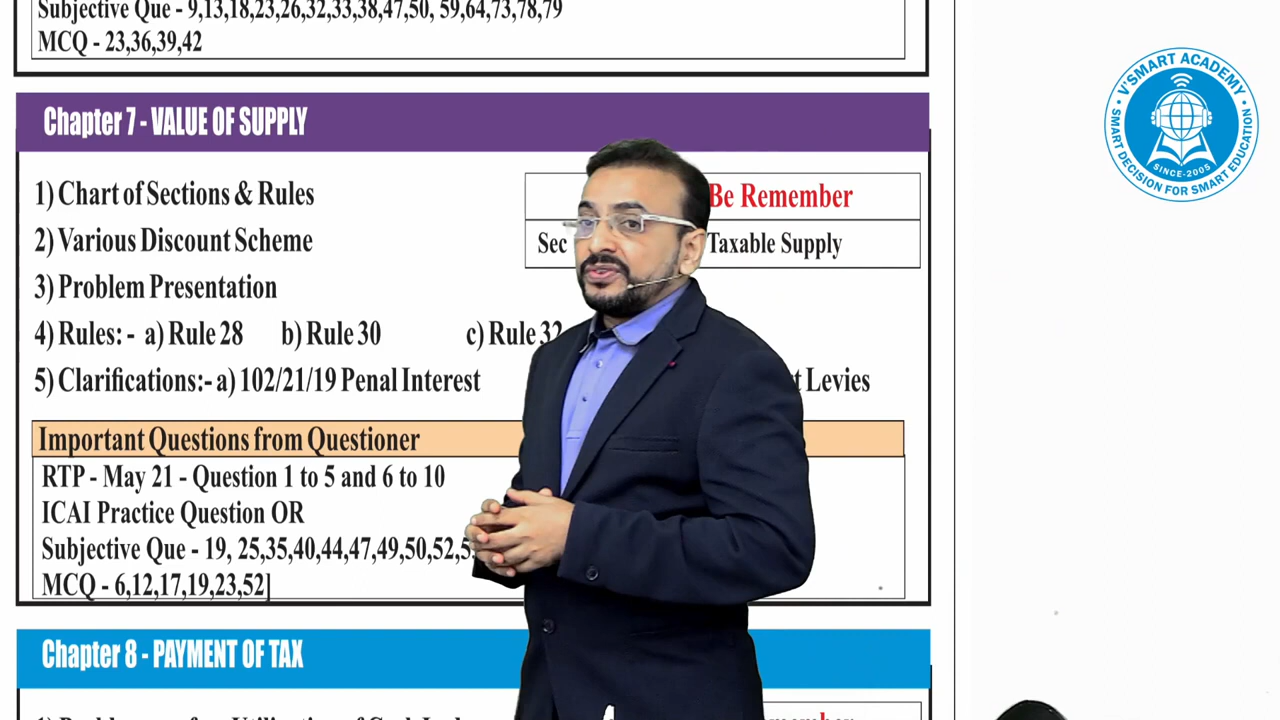 Subjective Que - 9,13,18,23,26,32,33,38,47,50, 59,64,73,78,79
MCQ - 23,36,39,42
Chapter 7 - VALUE OF SUPPLY
1) Chart of Sections & Rules
2) Various Discount Scheme
3) Problem Presentation
4) Rules: - a) Rule 28 b) Rule 30 c) Rule 32
5) Clarifications:- a) 102/21/19 Penal Interest
Levies
Be Remember
Sec
Taxable Supply
Important Questions from Questioner
RTP - May 21 - Question 1 to 5 and 6 to 10
ICAI Practice Question OR
Subjective Que - 19, 25,35,40,44,47,49,50,52,5
MCQ - 6,12,17,19,23,52]
Chapter 8 - PAYMENT OF TAX
V'SMART ACADEMY
SMART DECISION FOR SMART EDUCATION
SINCE-2005